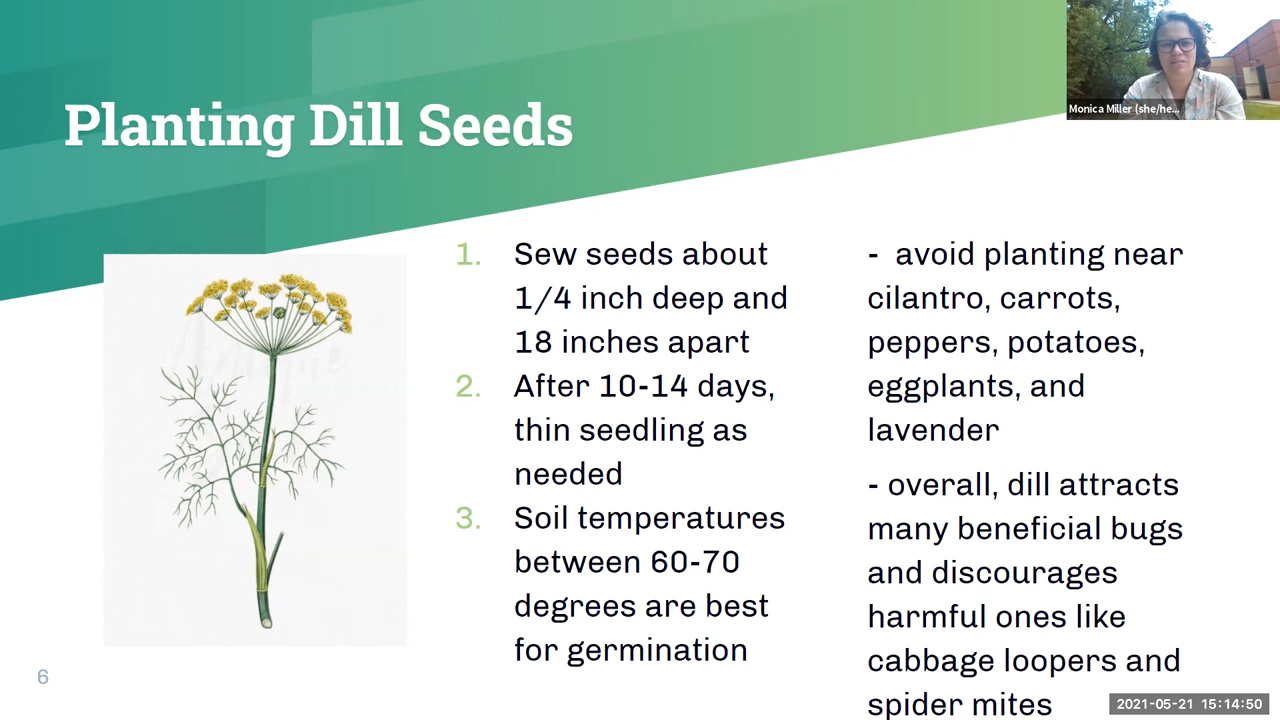 Planting Dill Seeds
Monica Miller (she/he...
1. Sew seeds about
1/4 inch deep and
18 inches apart
2. After 10-14 days,
thin seedling as
needed
3. Soil temperatures
between 60-70
degrees are best
for germination
- avoid planting near
cilantro, carrots,
peppers, potatoes,
eggplants, and
lavender
- overall, dill attracts
many beneficial bugs
and discourages
harmful ones like
cabbage loopers and
spider mites
6
2021-05-21 15:14:50